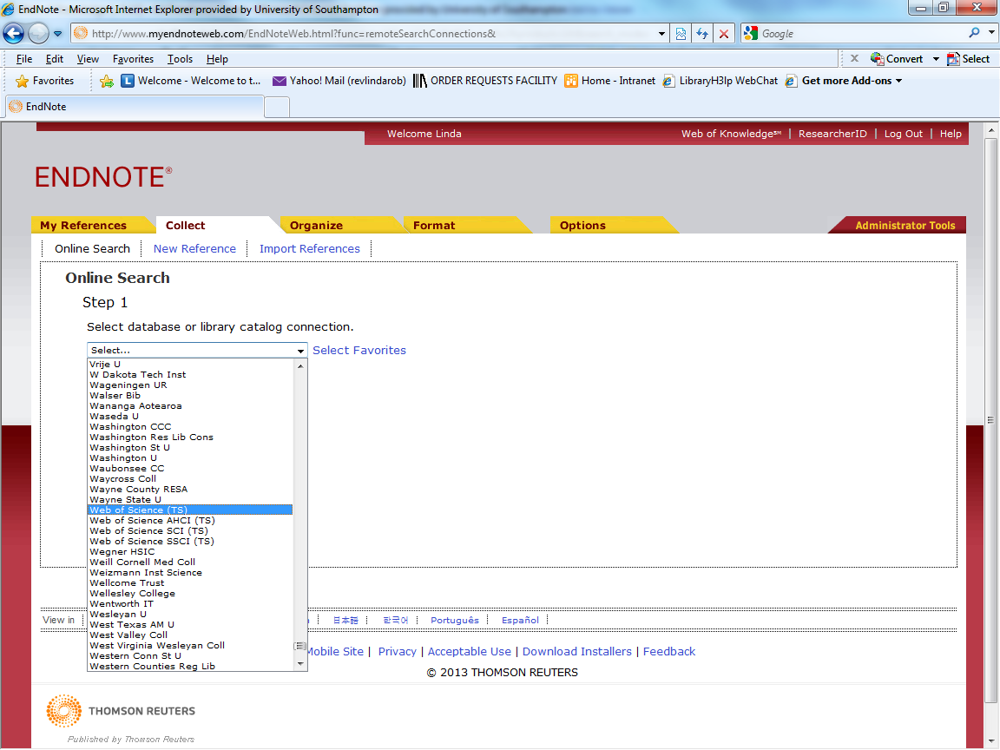 EndNote - Microsoft Internet Explorer provided by University of Southampton
http://www.myendnoteweb.com/EndNoteWeb.html?func=remoteSearchConnections&
Google
File Edit View Favorites Tools Help
Convert Select
Favorites Welcome - Welcome to t... Yahoo! Mail (revlindarob) ORDER REQUESTS FACILITY Home - Intranet LibraryH3lp WebChat Get more Add-ons
EndNote
Welcome Linda Web of Knowledge℠ | ResearcherID | Log Out | Help
ENDNOTE®
My References Collect Organize Format Options Administrator Tools
Online Search New Reference Import References
Online Search
Step 1
Select database or library catalog connection.
Select... Select Favorites
Vrije U
W Dakota Tech Inst
Wageningen UR
Walser Bib
Wananga Aotearoa
Waseda U
Washington CCC
Washington Res Lib Cons
Washington St U
Washington U
Waubonsee CC
Waycross Coll
Wayne County RESA
Wayne State U
Web of Science (TS)
Web of Science AHCI (TS)
Web of Science SCI (TS)
Web of Science SSCI (TS)
Wegner HSIC
Weill Cornell Med Coll
Weizmann Inst Science
Wellcome Trust
Wellesley College
Wentworth IT
Wesleyan U
West Texas AM U
West Valley Coll
West Virginia Wesleyan Coll
Western Conn St U
Western Counties Reg Lib
View in 日本語 한국어 Português Español
Mobile Site | Privacy | Acceptable Use | Download Installers | Feedback
© 2013 THOMSON REUTERS
THOMSON REUTERS
Published by Thomson Reuters